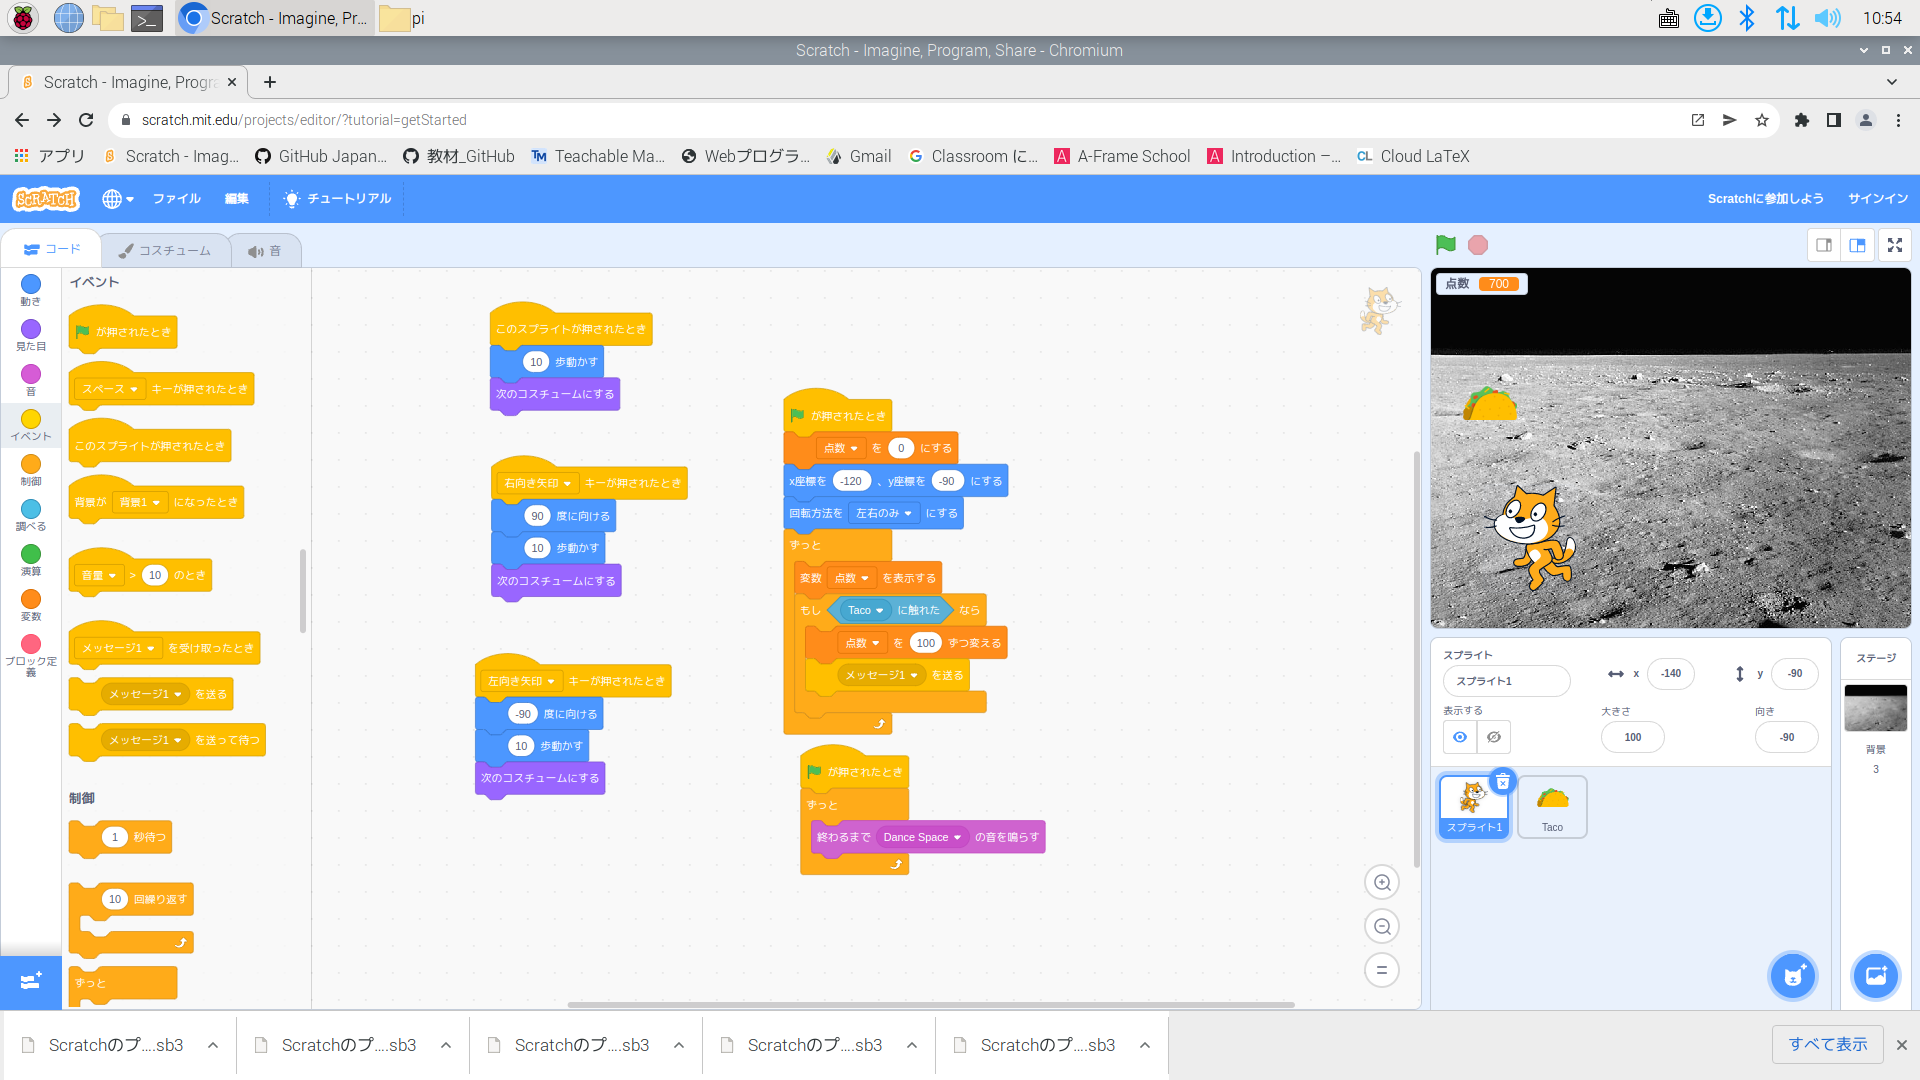 Scratch - Imagine, Pr...
pi
10:54
Scratch - Imagine, Program, Share - Chromium
Scratch - Imagine, Progra
scratch.mit.edu/projects/editor/?tutorial=getStarted
アプリ
Scratch - Imag...
GitHub Japan...
教材_GitHub
Teachable Ma...
Webプログラ...
Gmail
Classroom に...
A-Frame School
Introduction –...
Cloud LaTeX
SCRATCH
ファイル
編集
チュートリアル
Scratchに参加しよう
サインイン
コード
コスチューム
音
動き
見た目
音
イベント
制御
調べる
演算
変数
ブロック定義
イベント
が押されたとき
スペース キーが押されたとき
このスプライトが押されたとき
背景が 背景1 になったとき
音量 > 10 のとき
メッセージ1 を受け取ったとき
メッセージ1 を送る
メッセージ1 を送って待つ
制御
1 秒待つ
10 回繰り返す
ずっと
このスプライトが押されたとき
10 歩動かす
次のコスチュームにする
右向き矢印 キーが押されたとき
90 度に向ける
10 歩動かす
次のコスチュームにする
左向き矢印 キーが押されたとき
-90 度に向ける
10 歩動かす
次のコスチュームにする
が押されたとき
点数 を 0 にする
x座標を -120 、y座標を -90 にする
回転方法を 左右のみ にする
ずっと
変数 点数 を表示する
もし Taco に触れた なら
点数 を 100 ずつ変える
メッセージ1 を送る
が押されたとき
ずっと
終わるまで Dance Space の音を鳴らす
点数 700
スプライト
スプライト1
x -140
y -90
表示する
大きさ
100
向き
-90
スプライト1
Taco
ステージ
背景
3
Scratchのプ....sb3
Scratchのプ....sb3
Scratchのプ....sb3
Scratchのプ....sb3
Scratchのプ....sb3
すべて表示